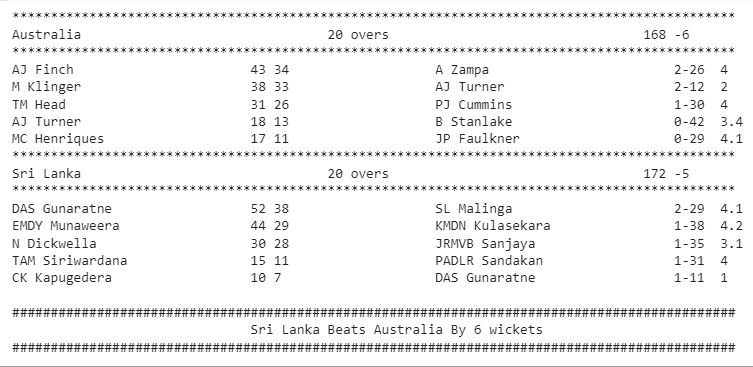 *********************************************************************************************
Australia 20 overs 168 -6
*********************************************************************************************
AJ Finch 43 34 A Zampa 2-26 4
M Klinger 38 33 AJ Turner 2-12 2
TM Head 31 26 PJ Cummins 1-30 4
AJ Turner 18 13 B Stanlake 0-42 3.4
MC Henriques 17 11 JP Faulkner 0-29 4.1
*********************************************************************************************
Sri Lanka 20 overs 172 -5
*********************************************************************************************
DAS Gunaratne 52 38 SL Malinga 2-29 4.1
EMDY Munaweera 44 29 KMDN Kulasekara 1-38 4.2
N Dickwella 30 28 JRMVB Sanjaya 1-35 3.1
TAM Siriwardana 15 11 PADLR Sandakan 1-31 4
CK Kapugedera 10 7 DAS Gunaratne 1-11 1
#############################################################################################
Sri Lanka Beats Australia By 6 wickets
#############################################################################################